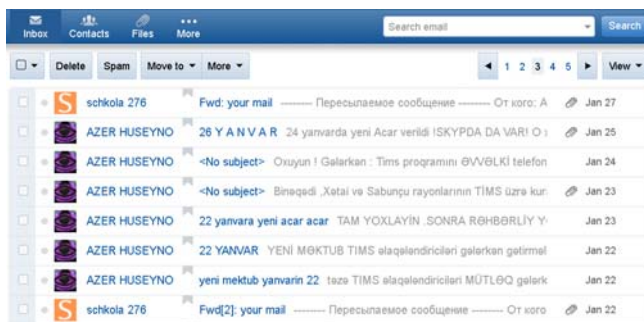 Inbox Contacts Files More Search email Search
Delete Spam Move to More 1 2 3 4 5 View
S schkola 276 Fwd: your mail -------- Пересылаемое сообщение -------- От кого: А Jan 27
AZER HUSEYNO 26 Y A N V A R 24 yanvarda yeni Acar verildi !SKYPDA DA VAR! O Jan 25
AZER HUSEYNO <No subject> Oxuyun ! Gələrkən : Tims proqramını ƏVVƏLKİ telefon Jan 24
AZER HUSEYNO <No subject> Binəqədi ,Xətai və Sabunçu rayonlarının TİMS üzrə kur Jan 23
AZER HUSEYNO 22 yanvara yeni acar acar TAM YOXLAYİN .SONRA RƏHBƏRLİY Y Jan 23
AZER HUSEYNO 22 YANVAR YENİ MƏKTUB TIMS əlaqələndiriciləri gələrkən gətirməl Jan 22
AZER HUSEYNO yeni mektub yanvarin 22 təzə TIMS əlaqələndiriciləri MÜTLƏQ gələrk Jan 22
S schkola 276 Fwd[2]: your mail -------- Пересылаемое сообщение -------- От кого Jan 22